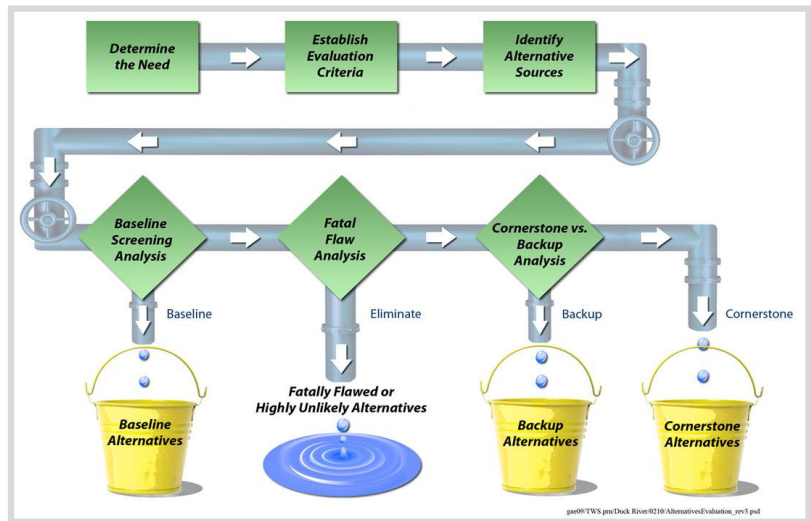 Determine
the Need
Establish
Evaluation
Criteria
Identify
Alternative
Sources
Baseline
Screening
Analysis
Fatal
Flaw
Analysis
Cornerstone vs.
Backup
Analysis
Baseline
Eliminate
Backup
Cornerstone
Baseline
Alternatives
Fatally Flawed or
Highly Unlikely Alternatives
Backup
Alternatives
Cornerstone
Alternatives
gae09/TWS pm/Duck River/0210/AlternativesEvaluation_rev3.psd